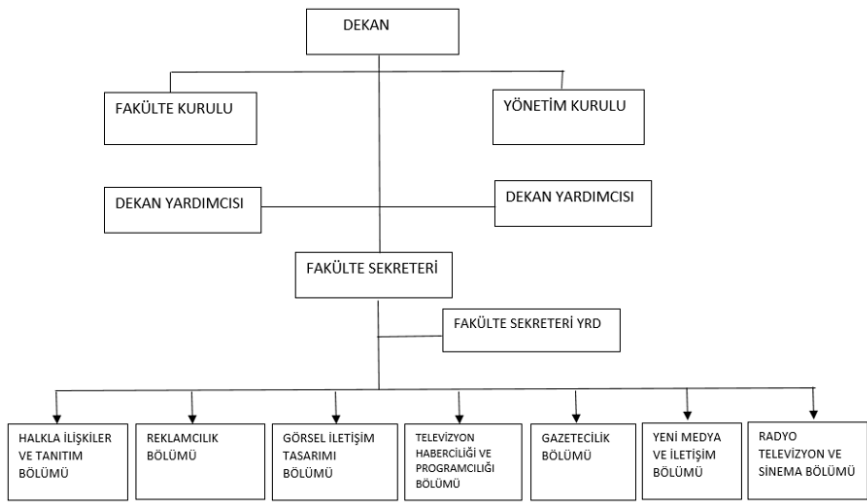 DEKAN
FAKÜLTE KURULU
YÖNETİM KURULU
DEKAN YARDIMCISI
DEKAN YARDIMCISI
FAKÜLTE SEKRETERİ
FAKÜLTE SEKRETERİ YRD
HALKLA İLİŞKİLER
VE TANITIM
BÖLÜMÜ
REKLAMCILIK
BÖLÜMÜ
GÖRSEL İLETİŞİM
TASARIMI
BÖLÜMÜ
TELEVİZYON
HABERCİLİĞİ VE
PROGRAMCILIĞI
BÖLÜMÜ
GAZETECİLİK
BÖLÜMÜ
YENİ MEDYA
VE İLETİŞİM
BÖLÜMÜ
RADYO
TELEVİZYON VE
SİNEMA BÖLÜMÜ